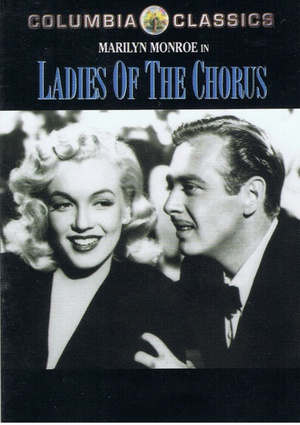 COLUMBIA CLASSICS
MARILYN MONROE IN
LADIES OF THE CHORUS